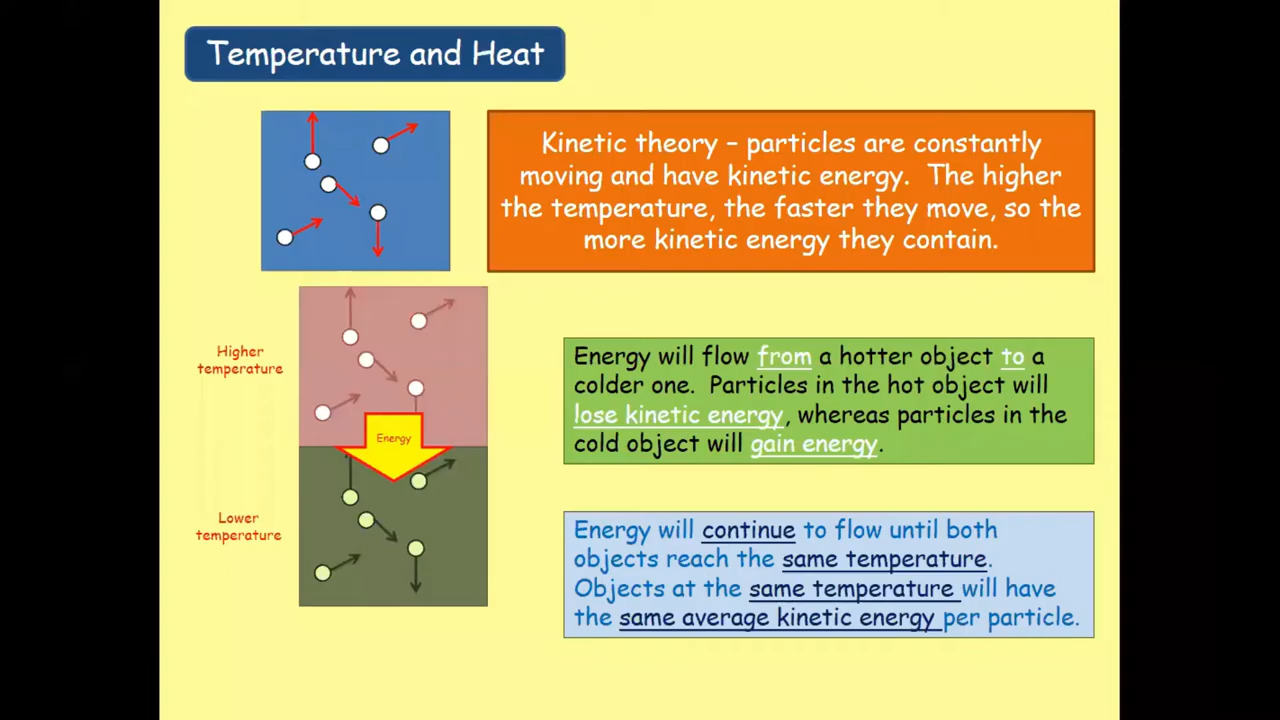 Temperature and Heat
Kinetic theory – particles are constantly
moving and have kinetic energy. The higher
the temperature, the faster they move, so the
more kinetic energy they contain.
Higher
temperature
Energy
Lower
temperature
Energy will flow from a hotter object to a
colder one. Particles in the hot object will
lose kinetic energy, whereas particles in the
cold object will gain energy.
Energy will continue to flow until both
objects reach the same temperature.
Objects at the same temperature will have
the same average kinetic energy per particle.